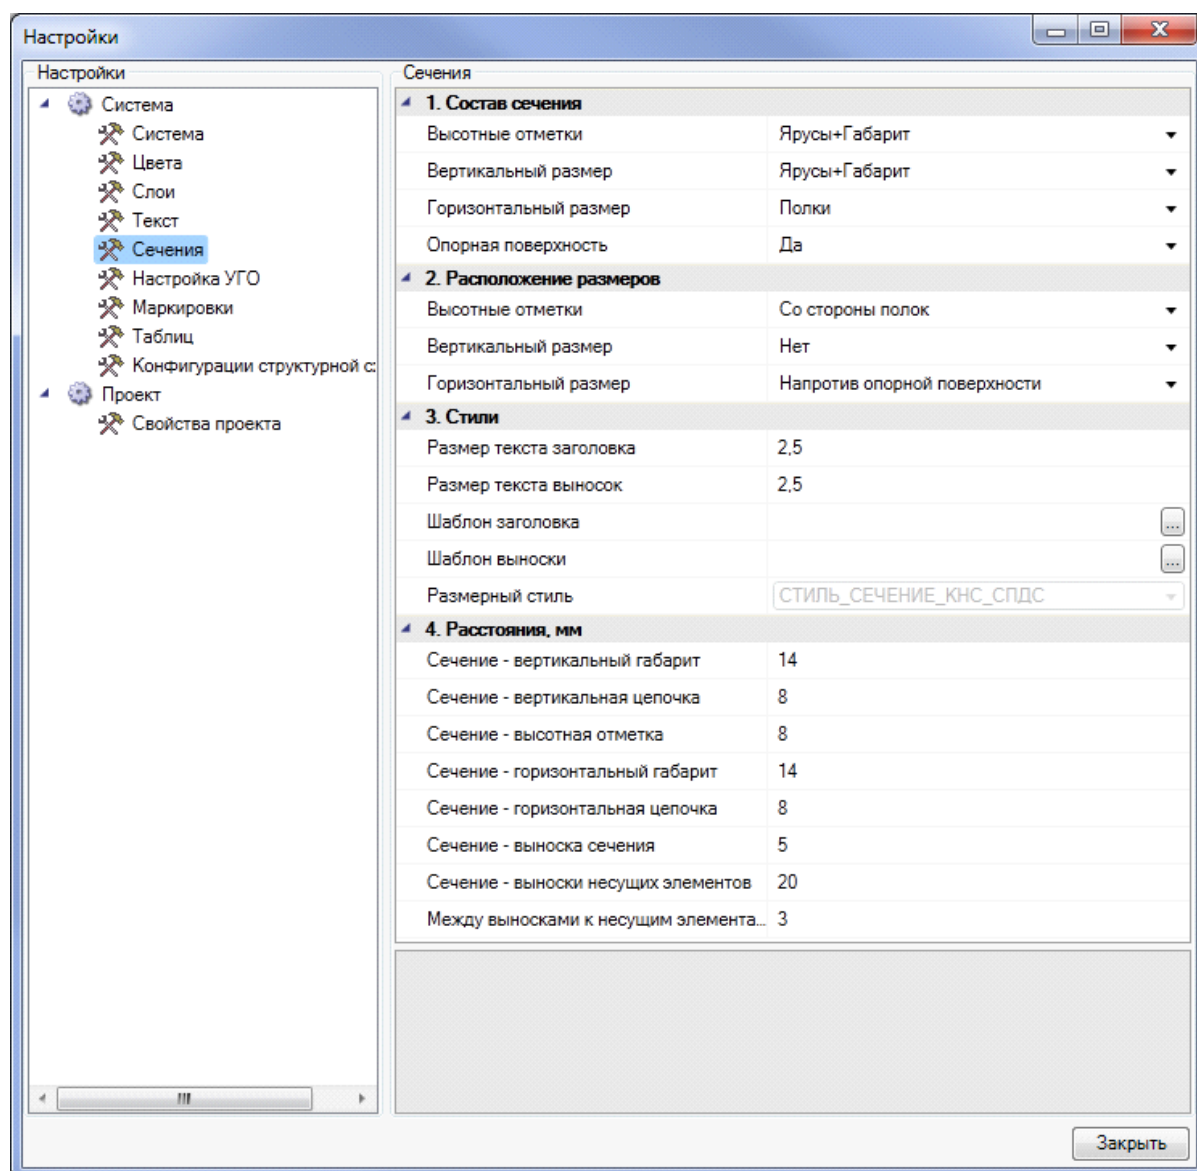 Настройки
Настройки
Система
Система
Цвета
Слои
Текст
Сечения
Настройка УГО
Маркировки
Таблиц
Конфигурации структурной с
Проект
Свойства проекта
Сечения
1. Состав сечения
Высотные отметки Ярусы+Габарит
Вертикальный размер Ярусы+Габарит
Горизонтальный размер Полки
Опорная поверхность Да
2. Расположение размеров
Высотные отметки Со стороны полок
Вертикальный размер Нет
Горизонтальный размер Напротив опорной поверхности
3. Стили
Размер текста заголовка 2,5
Размер текста выносок 2,5
Шаблон заголовка ...
Шаблон выноски ...
Размерный стиль СТИЛЬ_СЕЧЕНИЕ_КНС_СПДС
4. Расстояния, мм
Сечение - вертикальный габарит 14
Сечение - вертикальная цепочка 8
Сечение - высотная отметка 8
Сечение - горизонтальный габарит 14
Сечение - горизонтальная цепочка 8
Сечение - выноска сечения 5
Сечение - выноски несущих элементов 20
Между выносками к несущим элемента... 3
Закрыть